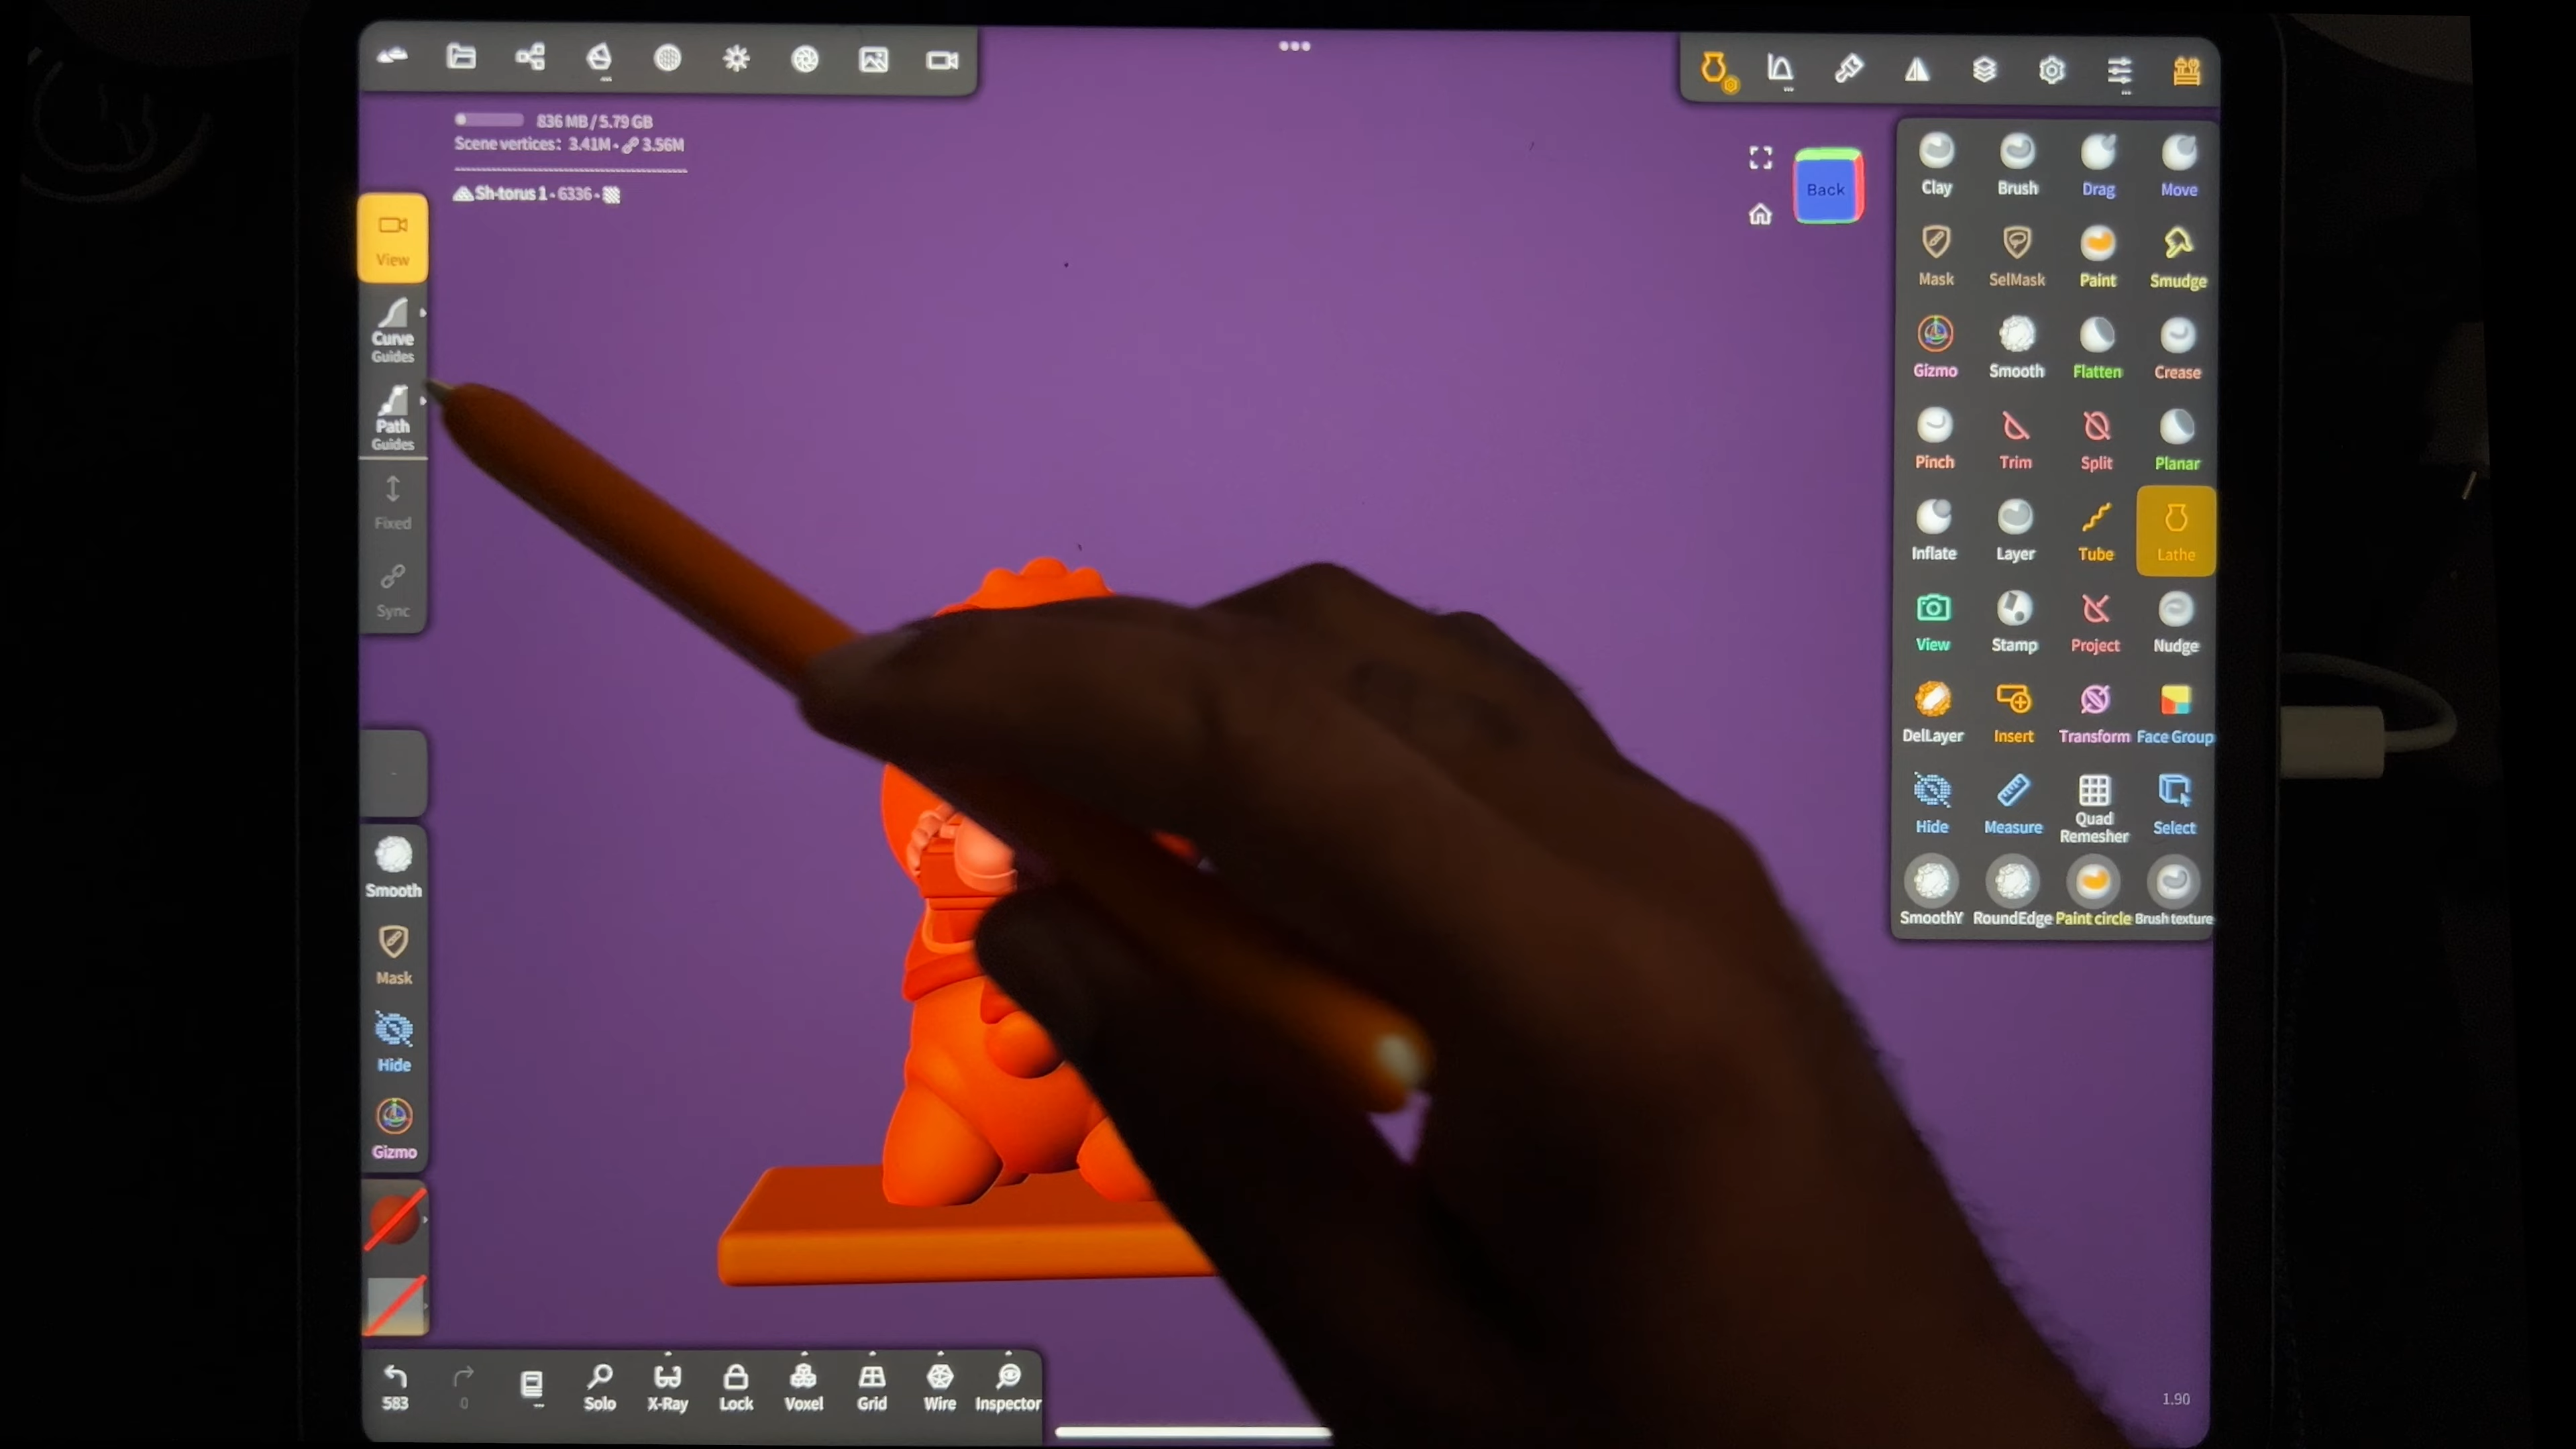 836 MB / 5.79 GB
Scene vertices: 3.41M • 3.56M
Sh-torus 1 • 6336 •
Back
View
Curve
Guides
Path
Guides
Fixed
Sync
-
Smooth
Mask
Hide
Gizmo
Clay Brush Drag Move
Mask SelMask Paint Smudge
Gizmo Smooth Flatten Crease
Pinch Trim Split Planar
Inflate Layer Tube Lathe
View Stamp Project Nudge
DelLayer Insert Transform Face Group
Hide Measure Quad Remesher Select
SmoothY RoundEdge Paint circle Brush texture
583 0 Solo X-Ray Lock Voxel Grid Wire Inspector
1.90